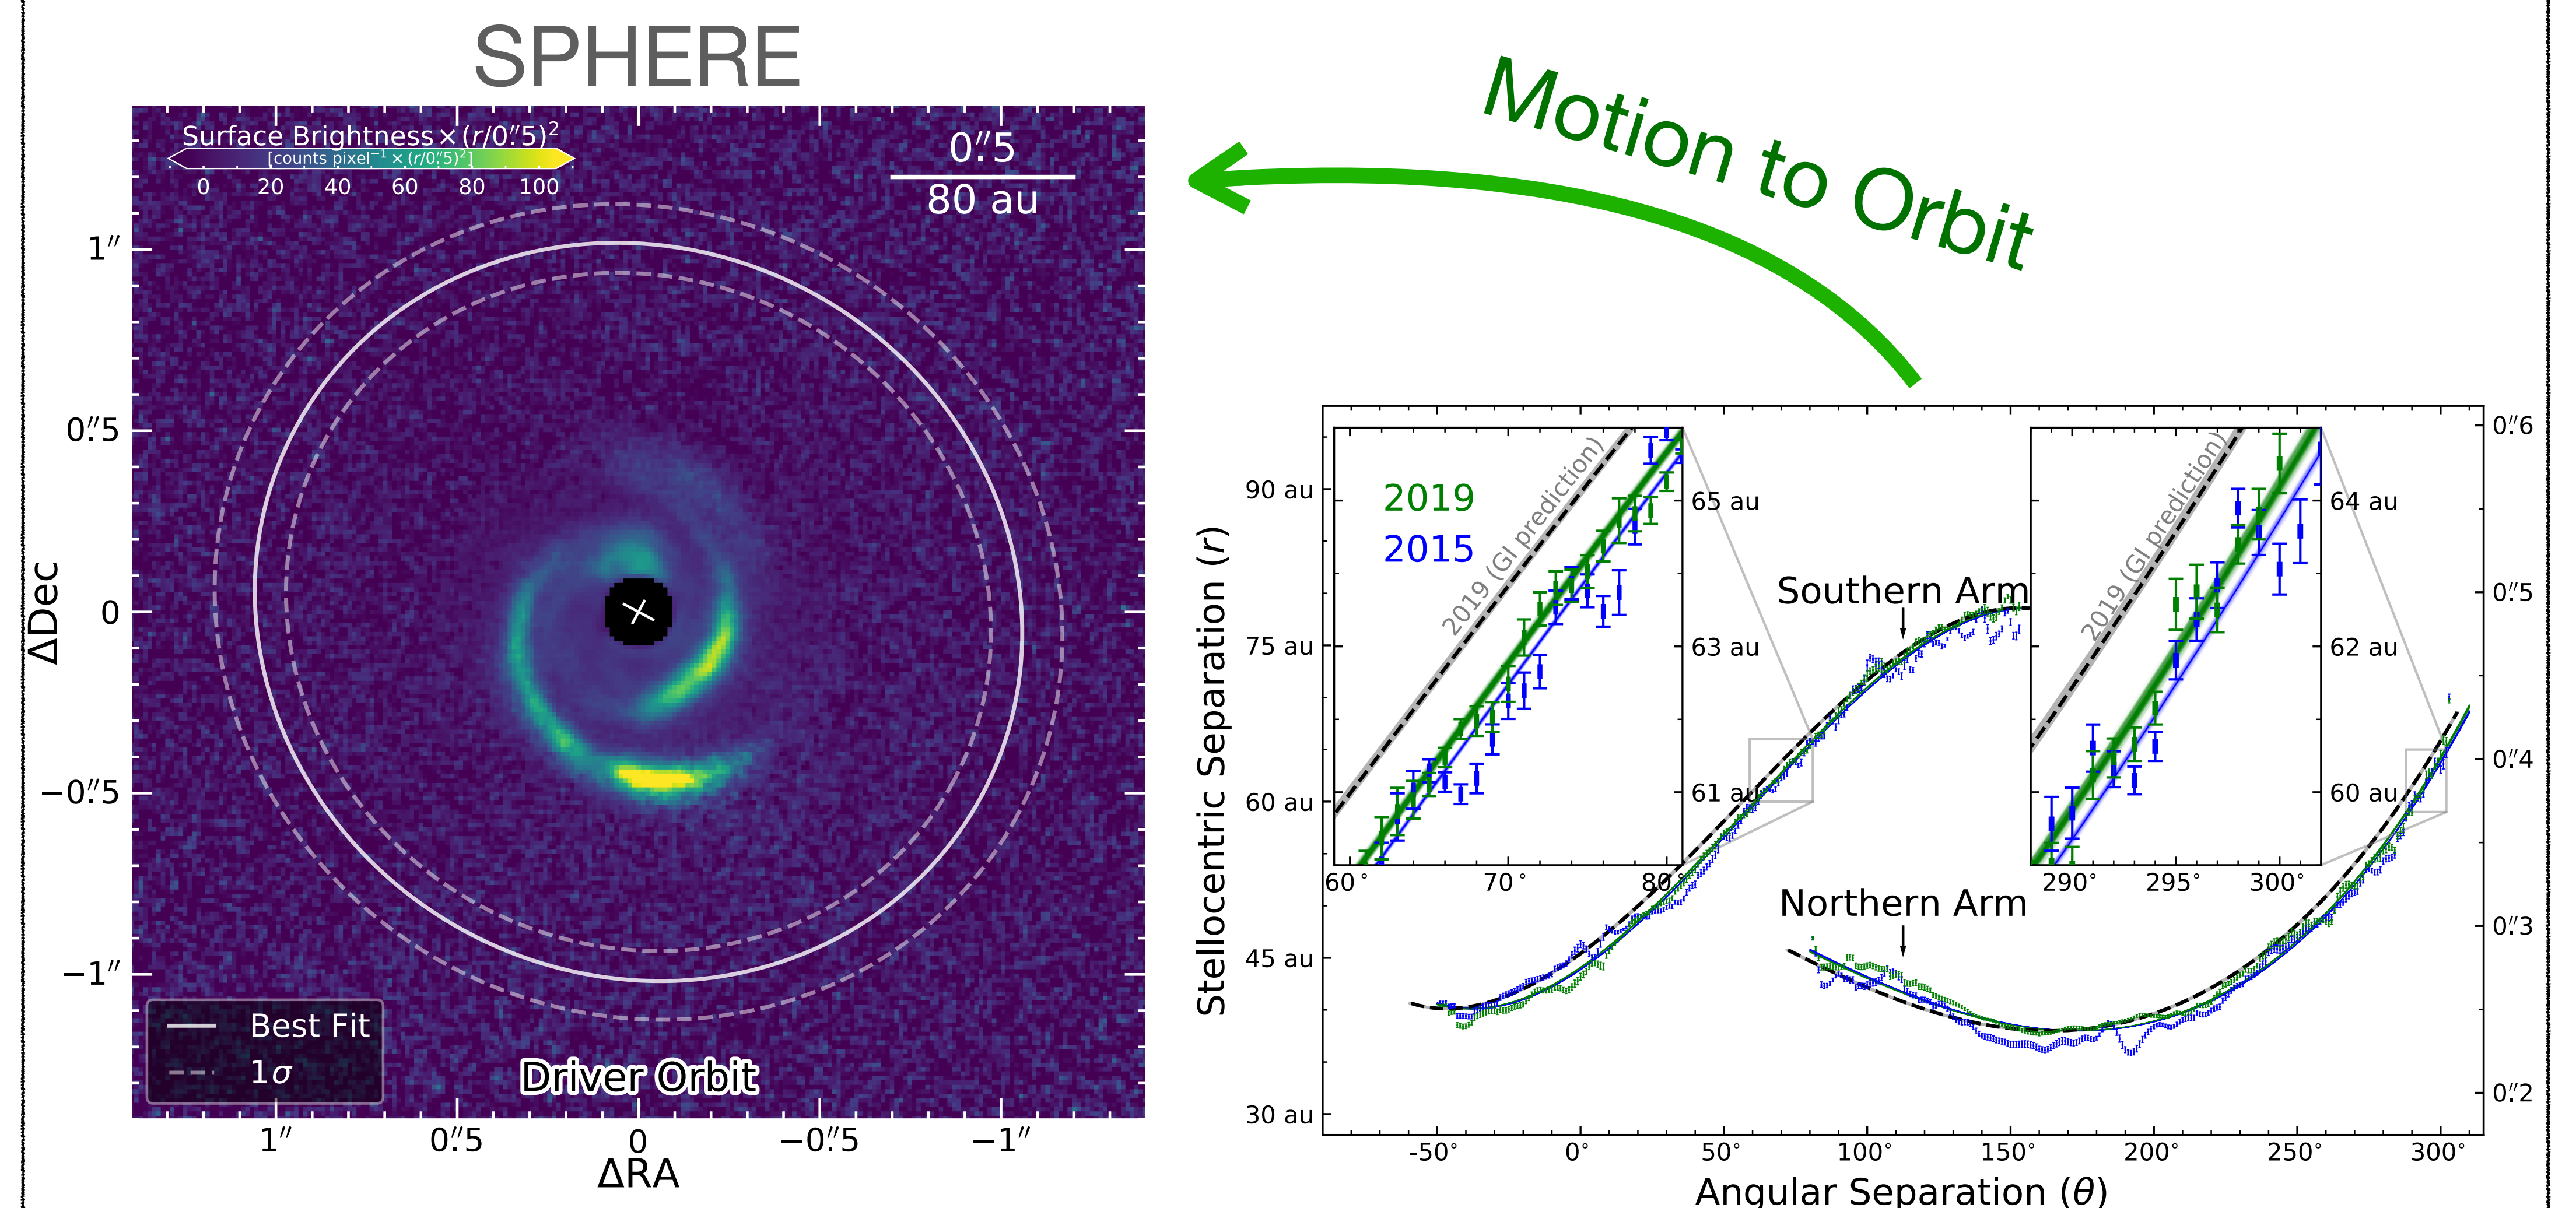 SPHERE
Motion to Orbit
Surface Brightness × (r/0.″5)²
[counts pixel⁻¹ × (r/0.″5)²]
0 20 40 60 80 100
0.″5
80 au
1″
0.″5
0
−0.″5
−1″
ΔDec
Best Fit
1σ
Driver Orbit
1″ 0.″5 0 −0.″5 −1″
ΔRA
Stellocentric Separation (r)
90 au
75 au
60 au
45 au
30 au
2019 (GI prediction)
2019
2015
65 au
63 au
61 au
60° 70° 80°
Southern Arm
Northern Arm
2019 (GI prediction)
64 au
62 au
60 au
290° 295° 300°
0.″6
0.″5
0.″4
0.″3
0.″2
-50° 0° 50° 100° 150° 200° 250° 300°
Angular Separation (θ)